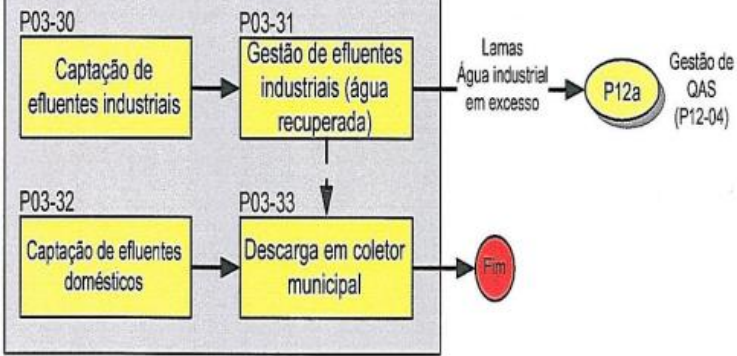 P03-30
Captação de
efluentes industriais
P03-31
Gestão de efluentes
industriais (água
recuperada)
Lamas
Água industrial
em excesso
P12a
Gestão de
QAS
(P12-04)
P03-32
Captação de efluentes
domésticos
P03-33
Descarga em coletor
municipal
Fim